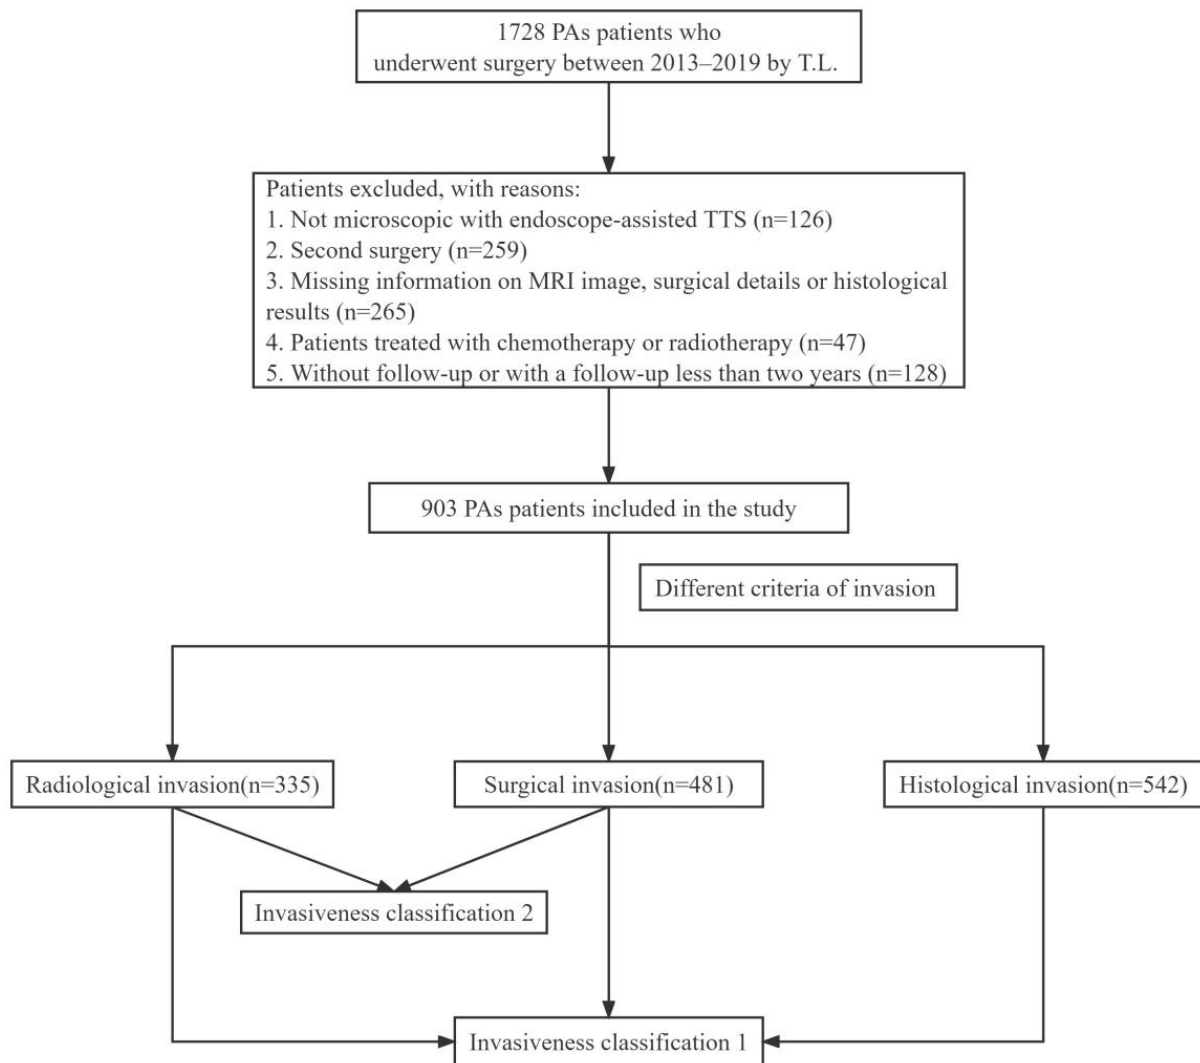 1728 PAs patients who
underwent surgery between 2013–2019 by T.L.
Patients excluded, with reasons:
1. Not microscopic with endoscope-assisted TTS (n=126)
2. Second surgery (n=259)
3. Missing information on MRI image, surgical details or histological
results (n=265)
4. Patients treated with chemotherapy or radiotherapy (n=47)
5. Without follow-up or with a follow-up less than two years (n=128)
903 PAs patients included in the study
Different criteria of invasion
Radiological invasion(n=335)
Surgical invasion(n=481)
Histological invasion(n=542)
Invasiveness classification 2
Invasiveness classification 1